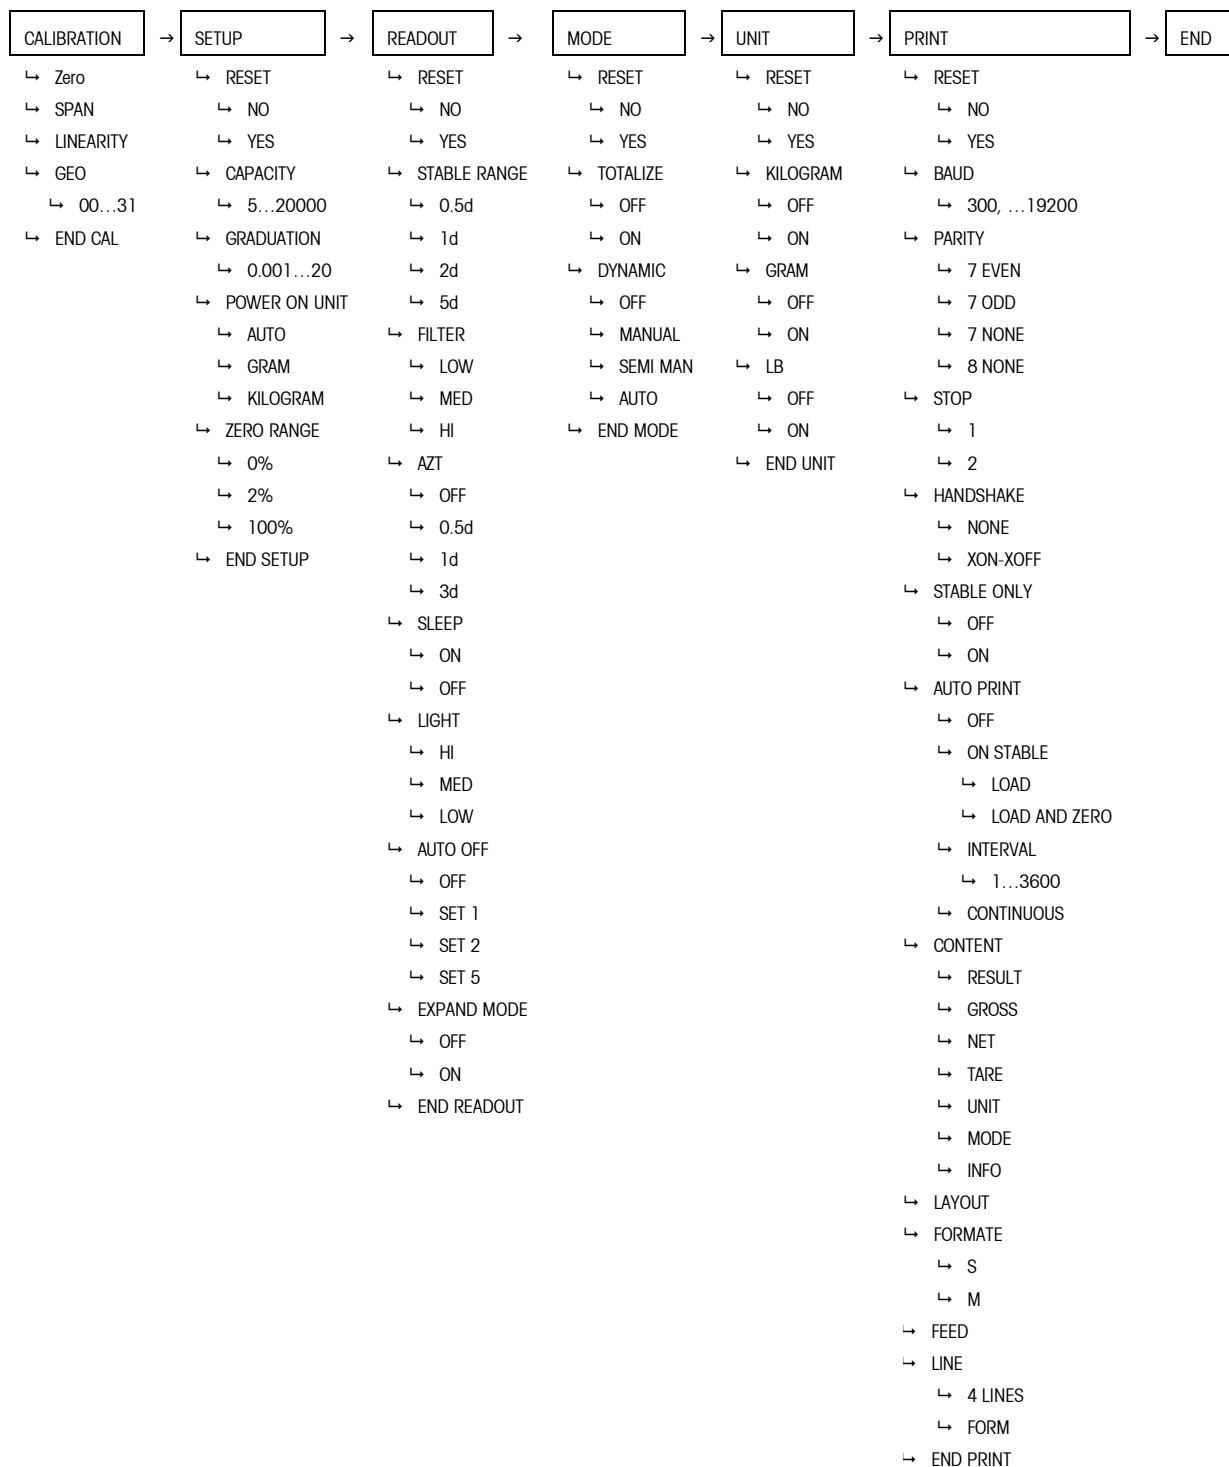 CALIBRATION → SETUP → READOUT → MODE → UNIT → PRINT → END
↳ Zero
↳ SPAN
↳ LINEARITY
↳ GEO
↳ 00...31
↳ END CAL
↳ RESET
↳ NO
↳ YES
↳ CAPACITY
↳ 5...20000
↳ GRADUATION
↳ 0.001...20
↳ POWER ON UNIT
↳ AUTO
↳ GRAM
↳ KILOGRAM
↳ ZERO RANGE
↳ 0%
↳ 2%
↳ 100%
↳ END SETUP
↳ RESET
↳ NO
↳ YES
↳ STABLE RANGE
↳ 0.5d
↳ 1d
↳ 2d
↳ 5d
↳ FILTER
↳ LOW
↳ MED
↳ HI
↳ AZT
↳ OFF
↳ 0.5d
↳ 1d
↳ 3d
↳ SLEEP
↳ ON
↳ OFF
↳ LIGHT
↳ HI
↳ MED
↳ LOW
↳ AUTO OFF
↳ OFF
↳ SET 1
↳ SET 2
↳ SET 5
↳ EXPAND MODE
↳ OFF
↳ ON
↳ END READOUT
↳ RESET
↳ NO
↳ YES
↳ TOTALIZE
↳ OFF
↳ ON
↳ DYNAMIC
↳ OFF
↳ MANUAL
↳ SEMI MAN
↳ AUTO
↳ END MODE
↳ RESET
↳ NO
↳ YES
↳ KILOGRAM
↳ OFF
↳ ON
↳ GRAM
↳ OFF
↳ ON
↳ LB
↳ OFF
↳ ON
↳ END UNIT
↳ RESET
↳ NO
↳ YES
↳ BAUD
↳ 300, ...19200
↳ PARITY
↳ 7 EVEN
↳ 7 ODD
↳ 7 NONE
↳ 8 NONE
↳ STOP
↳ 1
↳ 2
↳ HANDSHAKE
↳ NONE
↳ XON-XOFF
↳ STABLE ONLY
↳ OFF
↳ ON
↳ AUTO PRINT
↳ OFF
↳ ON STABLE
↳ LOAD
↳ LOAD AND ZERO
↳ INTERVAL
↳ 1...3600
↳ CONTINUOUS
↳ CONTENT
↳ RESULT
↳ GROSS
↳ NET
↳ TARE
↳ UNIT
↳ MODE
↳ INFO
↳ LAYOUT
↳ FORMATE
↳ S
↳ M
↳ FEED
↳ LINE
↳ 4 LINES
↳ FORM
↳ END PRINT